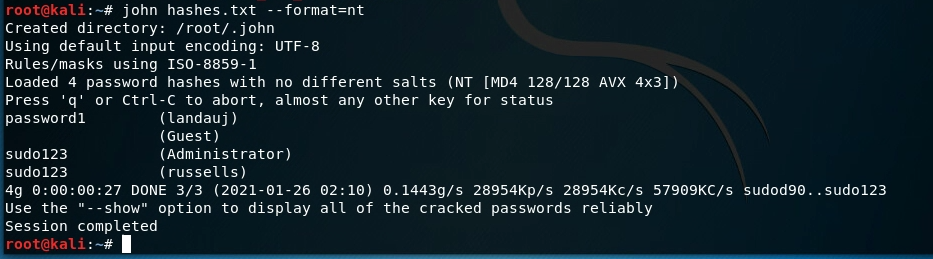 root@kali:~# john hashes.txt --format=nt
Created directory: /root/.john
Using default input encoding: UTF-8
Rules/masks using ISO-8859-1
Loaded 4 password hashes with no different salts (NT [MD4 128/128 AVX 4x3])
Press 'q' or Ctrl-C to abort, almost any other key for status
password1        (landauj)
                 (Guest)
sudo123          (Administrator)
sudo123          (russells)
4g 0:00:00:27 DONE 3/3 (2021-01-26 02:10) 0.1443g/s 28954Kp/s 28954Kc/s 57909KC/s sudod90..sudo123
Use the "--show" option to display all of the cracked passwords reliably
Session completed
root@kali:~#